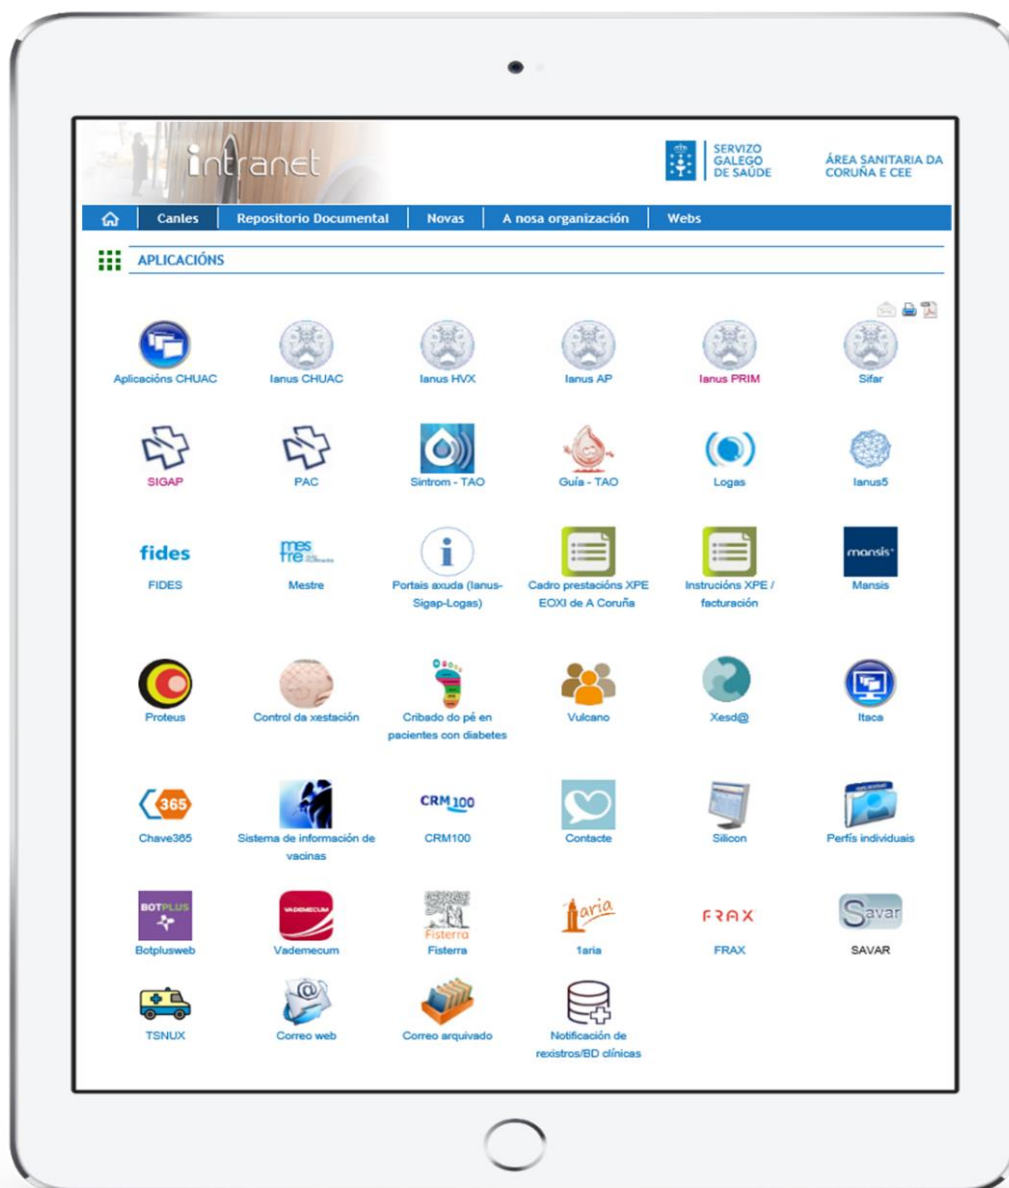 intranet
SERVIZO
GALEGO
DE SAÚDE
ÁREA SANITARIA DA
CORUÑA E CEE
Canles
Repositorio Documental
Novas
A nosa organización
Webs
APLICACIÓNS
Aplicacións CHUAC
Ianus CHUAC
Ianus HVX
Ianus AP
Ianus PRIM
Sifar
SIGAP
PAC
Sintrom - TAO
Guía - TAO
Logas
Ianus5
fides
mes
tre
mansis
FIDES
Mestre
Portais axuda (Ianus-
Sigap-Logas)
Cadro prestacións XPE
EOXI de A Coruña
Instrucións XPE /
facturación
Mansis
Proteus
Control da xestación
Cribado do pé en
pacientes con diabetes
Vulcano
Xesd@
Itaca
365
CRM 100
Chave365
Sistema de información de
vacinas
CRM100
Contacte
Silicon
Perfís individuais
BOTPLUS
VADEMECUM
Fisterra
1aria
FRAX
Savar
Botplusweb
Vademecum
Fisterra
1aria
FRAX
SAVAR
@
TSNUX
Correo web
Correo arquivado
Notificación de
rexistros/BD clínicas